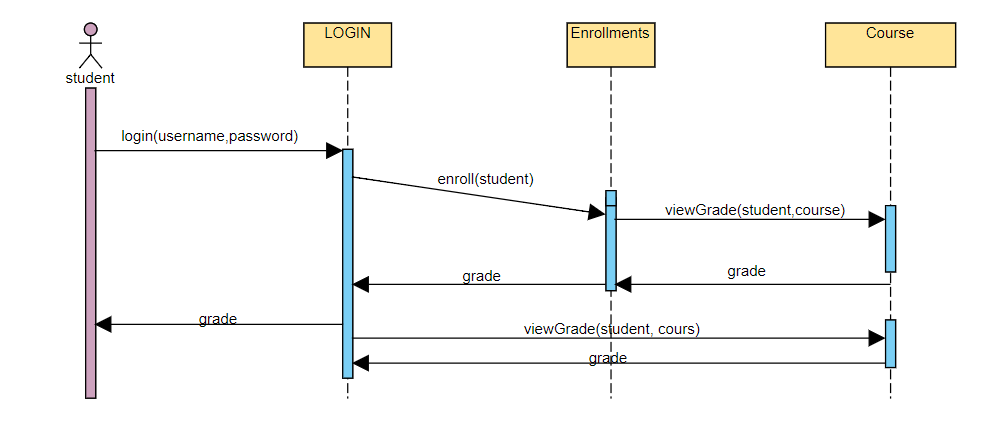 LOGIN
Enrollments
Course
student
login(username,password)
enroll(student)
viewGrade(student,course)
grade
grade
grade
viewGrade(student, cours)
grade